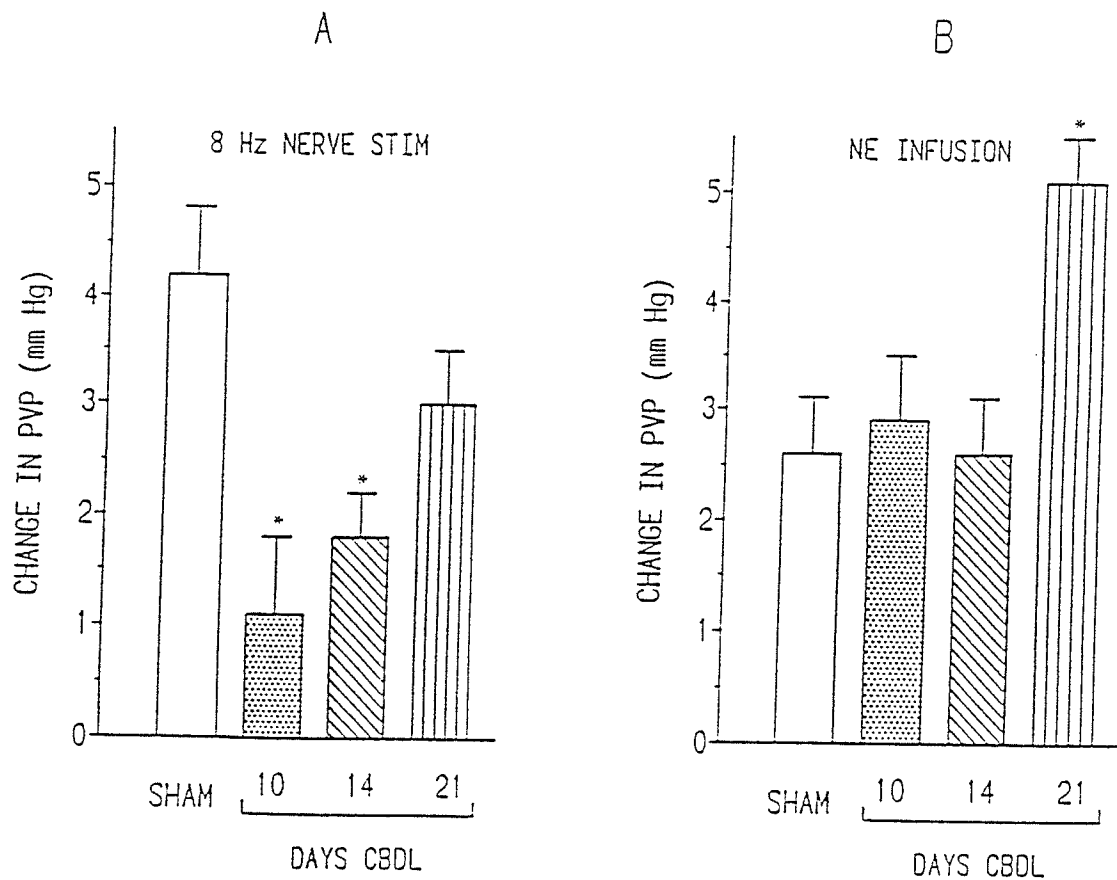 A
8 Hz NERVE STIM
CHANGE IN PVP (mm Hg)
5
4
3
2
1
0
*
*
SHAM
10
14
21
DAYS CBDL
B
NE INFUSION
CHANGE IN PVP (mm Hg)
5
4
3
2
1
0
*
SHAM
10
14
21
DAYS CBDL